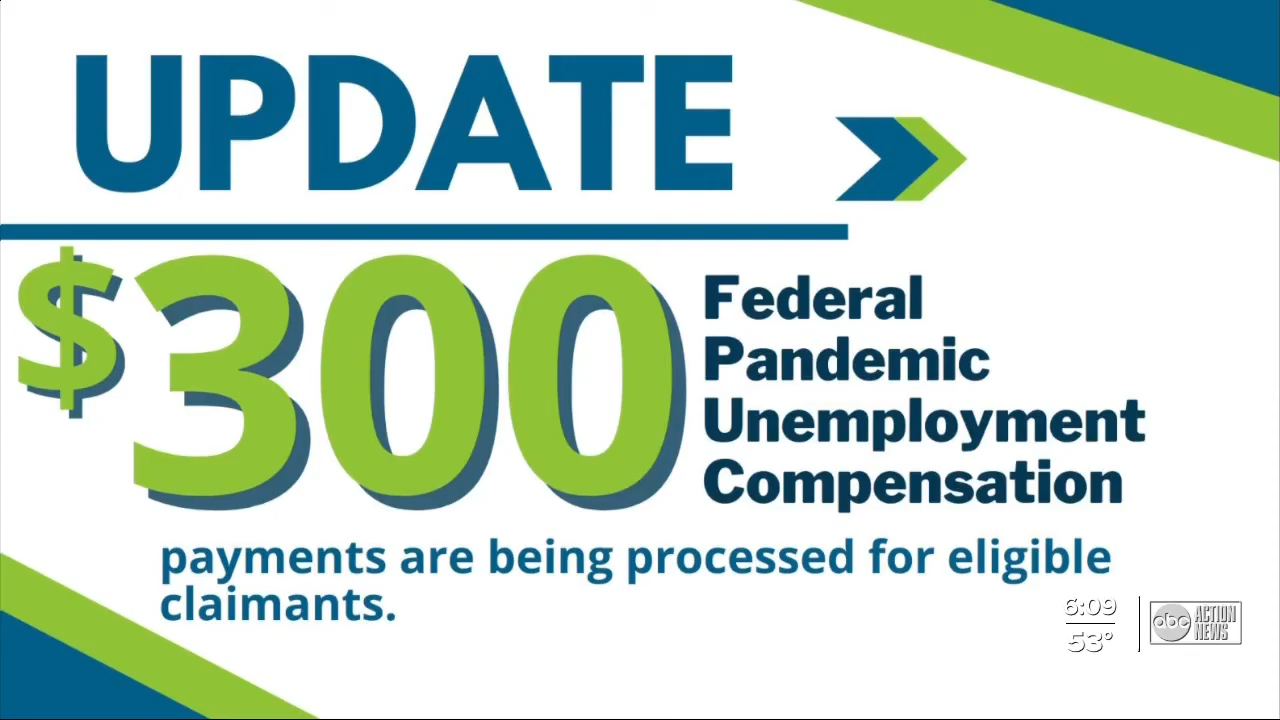 UPDATE
$300
Federal
Pandemic
Unemployment
Compensation
payments are being processed for eligible
claimants.
6:09
53°
abc
ACTION
NEWS